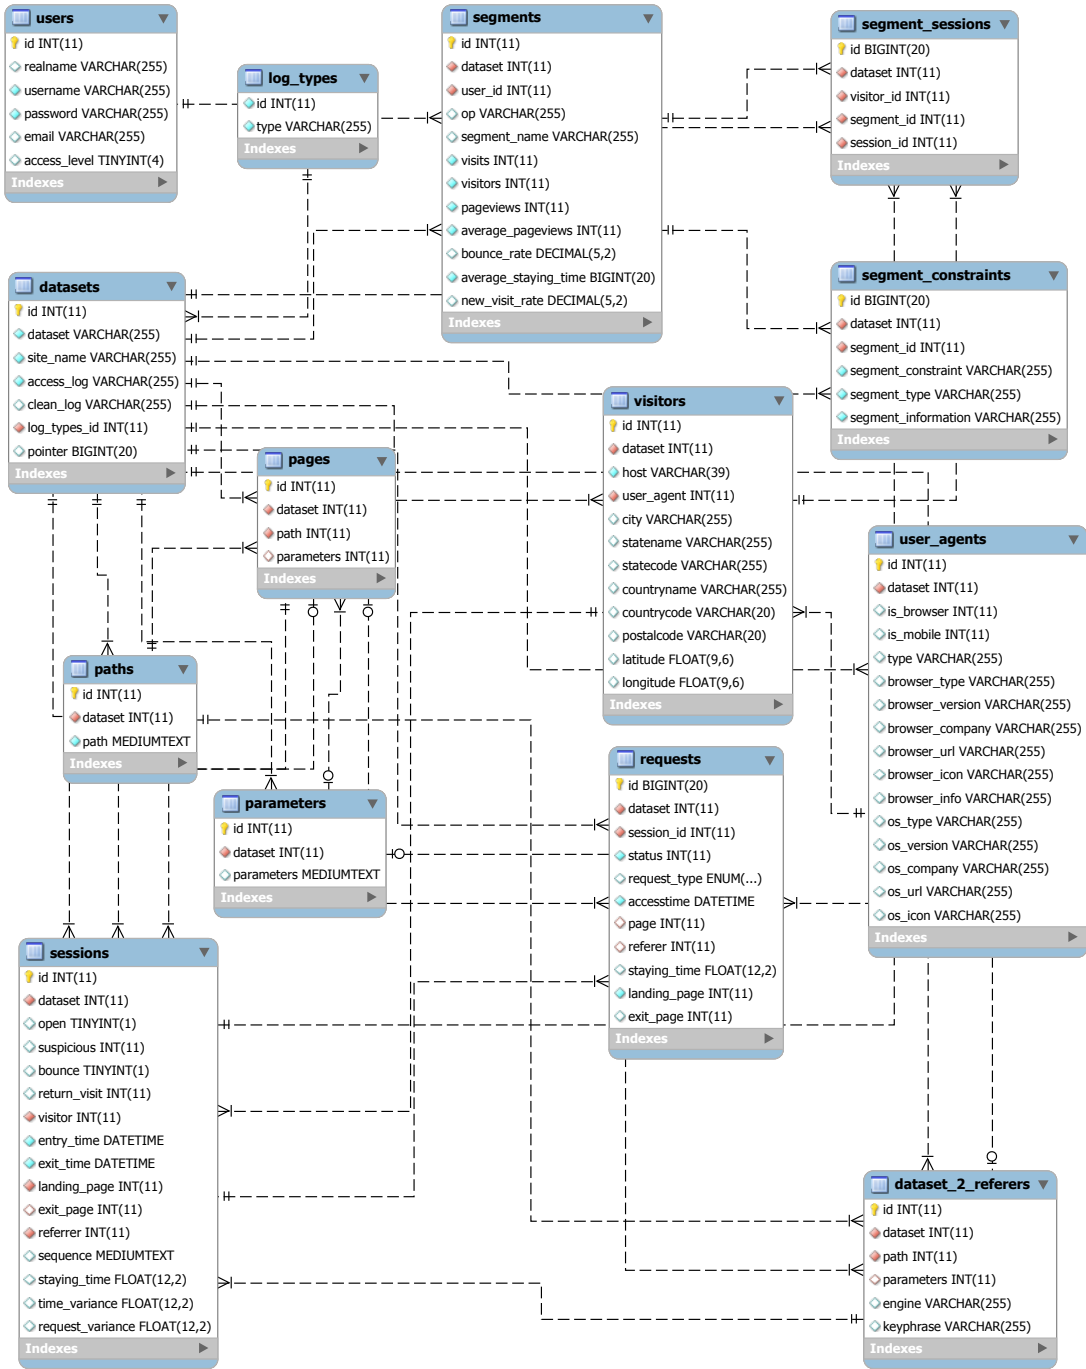 users
id INT(11)
realname VARCHAR(255)
username VARCHAR(255)
password VARCHAR(255)
email VARCHAR(255)
access_level TINYINT(4)
Indexes
log_types
id INT(11)
type VARCHAR(255)
Indexes
segments
id INT(11)
dataset INT(11)
user_id INT(11)
op VARCHAR(255)
segment_name VARCHAR(255)
visits INT(11)
visitors INT(11)
pageviews INT(11)
average_pageviews INT(11)
bounce_rate DECIMAL(5,2)
average_staying_time BIGINT(20)
new_visit_rate DECIMAL(5,2)
Indexes
segment_sessions
id BIGINT(20)
dataset INT(11)
visitor_id INT(11)
segment_id INT(11)
session_id INT(11)
Indexes
datasets
id INT(11)
dataset VARCHAR(255)
site_name VARCHAR(255)
access_log VARCHAR(255)
clean_log VARCHAR(255)
log_types_id INT(11)
pointer BIGINT(20)
Indexes
segment_constraints
id BIGINT(20)
dataset INT(11)
segment_id INT(11)
segment_constraint VARCHAR(255)
segment_type VARCHAR(255)
segment_information VARCHAR(255)
Indexes
pages
id INT(11)
dataset INT(11)
path INT(11)
parameters INT(11)
Indexes
visitors
id INT(11)
dataset INT(11)
host VARCHAR(39)
user_agent INT(11)
city VARCHAR(255)
statename VARCHAR(255)
statecode VARCHAR(255)
countryname VARCHAR(255)
countrycode VARCHAR(20)
postalcode VARCHAR(20)
latitude FLOAT(9,6)
longitude FLOAT(9,6)
Indexes
user_agents
id INT(11)
dataset INT(11)
is_browser INT(11)
is_mobile INT(11)
type VARCHAR(255)
browser_type VARCHAR(255)
browser_version VARCHAR(255)
browser_company VARCHAR(255)
browser_url VARCHAR(255)
browser_icon VARCHAR(255)
browser_info VARCHAR(255)
os_type VARCHAR(255)
os_version VARCHAR(255)
os_company VARCHAR(255)
os_url VARCHAR(255)
os_icon VARCHAR(255)
Indexes
paths
id INT(11)
dataset INT(11)
path MEDIUMTEXT
Indexes
parameters
id INT(11)
dataset INT(11)
parameters MEDIUMTEXT
Indexes
requests
id BIGINT(20)
dataset INT(11)
session_id INT(11)
status INT(11)
request_type ENUM(...)
accesstime DATETIME
page INT(11)
referer INT(11)
staying_time FLOAT(12,2)
landing_page INT(11)
exit_page INT(11)
Indexes
sessions
id INT(11)
dataset INT(11)
open TINYINT(1)
suspicious INT(11)
bounce TINYINT(1)
return_visit INT(11)
visitor INT(11)
entry_time DATETIME
exit_time DATETIME
landing_page INT(11)
exit_page INT(11)
referrer INT(11)
sequence MEDIUMTEXT
staying_time FLOAT(12,2)
time_variance FLOAT(12,2)
request_variance FLOAT(12,2)
Indexes
dataset_2_referers
id INT(11)
dataset INT(11)
path INT(11)
parameters INT(11)
engine VARCHAR(255)
keyphrase VARCHAR(255)
Indexes